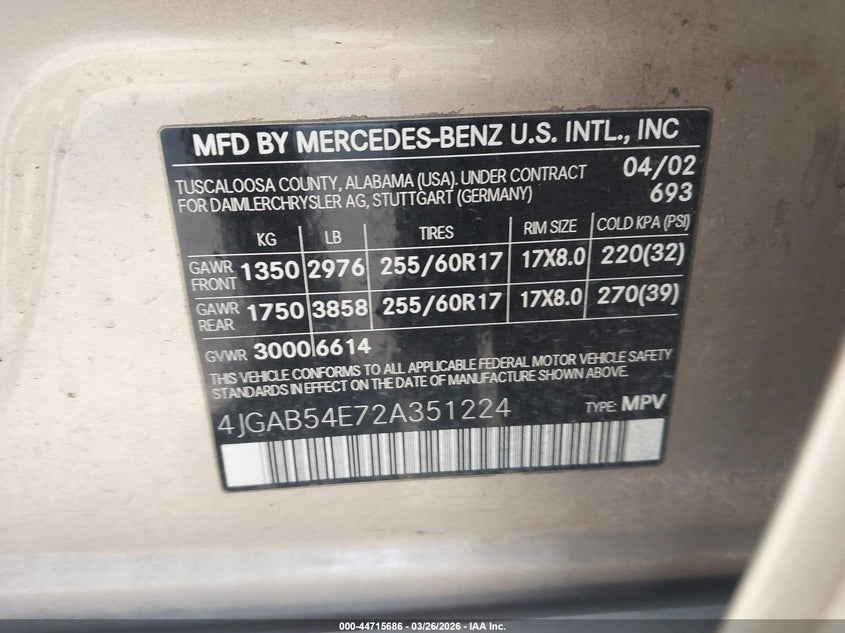 MFD BY MERCEDES-BENZ U.S. INTL., INC
TUSCALOOSA COUNTY, ALABAMA (USA). UNDER CONTRACT 04/02
FOR DAIMLERCHRYSLER AG, STUTTGART (GERMANY) 693
KG LB TIRES RIM SIZE COLD KPA (PSI)
GAWR FRONT 1350 2976 255/60R17 17X8.0 220(32)
GAWR REAR 1750 3858 255/60R17 17X8.0 270(39)
GVWR 3000 6614
THIS VEHICLE CONFORMS TO ALL APPLICABLE FEDERAL MOTOR VEHICLE SAFETY
STANDARDS IN EFFECT ON THE DATE OF MANUFACTURE SHOWN ABOVE.
4JGAB54E72A351224 TYPE: MPV
000-44715686 — 03/26/2026 — IAA Inc.